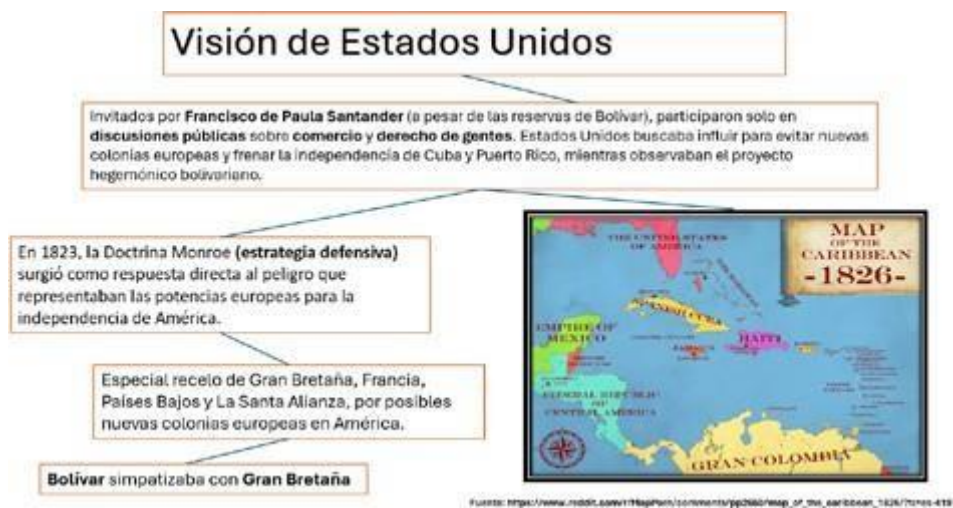 Visión de Estados Unidos
Invitados por Francisco de Paula Santander (a pesar de las reservas de Bolívar), participaron solo en
discusiones públicas sobre comercio y derecho de gentes. Estados Unidos buscaba influir para evitar nuevas
colonias europeas y frenar la independencia de Cuba y Puerto Rico, mientras observaban el proyecto
hegemónico bolivariano.
En 1823, la Doctrina Monroe (estrategia defensiva)
surgió como respuesta directa al peligro que
representaban las potencias europeas para la
independencia de América.
Especial recelo de Gran Bretaña, Francia,
Países Bajos y La Santa Alianza, por posibles
nuevas colonias europeas en América.
Bolívar simpatizaba con Gran Bretaña
MAP
OF THE
CARIBBEAN
-1826-
THE UNITED STATES
OF AMERICA
SPANISH CUBA
EMPIRE OF
MEXICO
HAITI
JAMAICA
FEDERAL REPUBLIC
OF
CENTRAL AMERICA
GRAN COLOMBIA